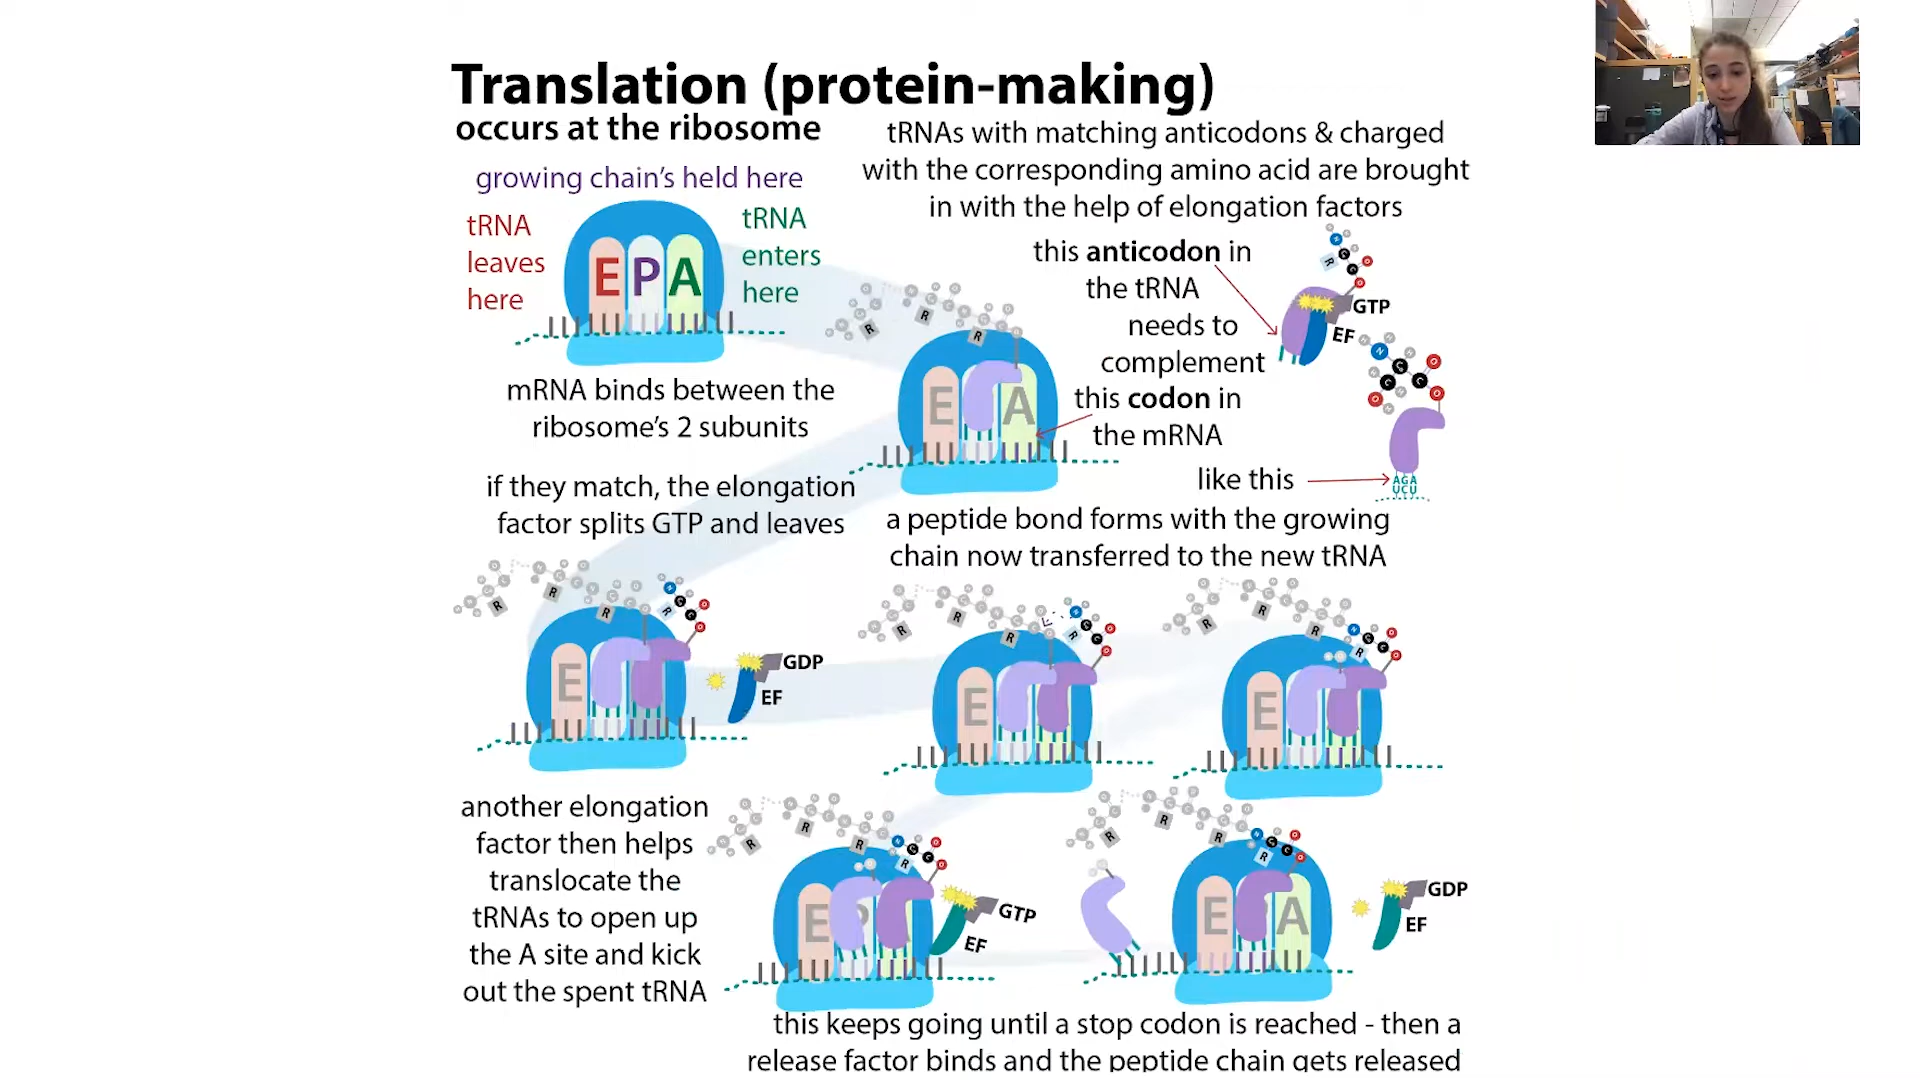 Translation (protein-making)
occurs at the ribosome
growing chain's held here
tRNA
leaves
here
E P A
tRNA
enters
here
mRNA binds between the
ribosome's 2 subunits
tRNAs with matching anticodons & charged
with the corresponding amino acid are brought
in with the help of elongation factors
this anticodon in
the tRNA
needs to
complement
this codon in
the mRNA
GTP
EF
like this
AGA
UCU
R
R
R
E A
if they match, the elongation
factor splits GTP and leaves
R
R
R
R
E
GDP
EF
a peptide bond forms with the growing
chain now transferred to the new tRNA
R
R
R
R
E
R
R
R
R
E
another elongation
factor then helps
translocate the
tRNAs to open up
the A site and kick
out the spent tRNA
R
R
R
R
E P
GTP
EF
R
R
R
R
E A
GDP
EF
this keeps going until a stop codon is reached - then a
release factor binds and the peptide chain gets released